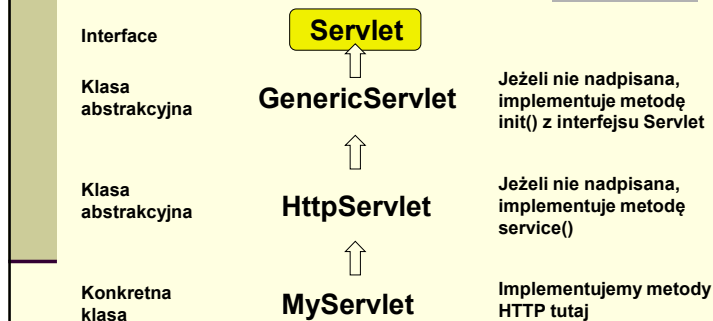 Interface
Servlet
Klasa
abstrakcyjna
GenericServlet
Jeżeli nie nadpisana,
implementuje metodę
init() z interfejsu Servlet
Klasa
abstrakcyjna
HttpServlet
Jeżeli nie nadpisana,
implementuje metodę
service()
Konkretna
klasa
MyServlet
Implementujemy metody
HTTP tutaj